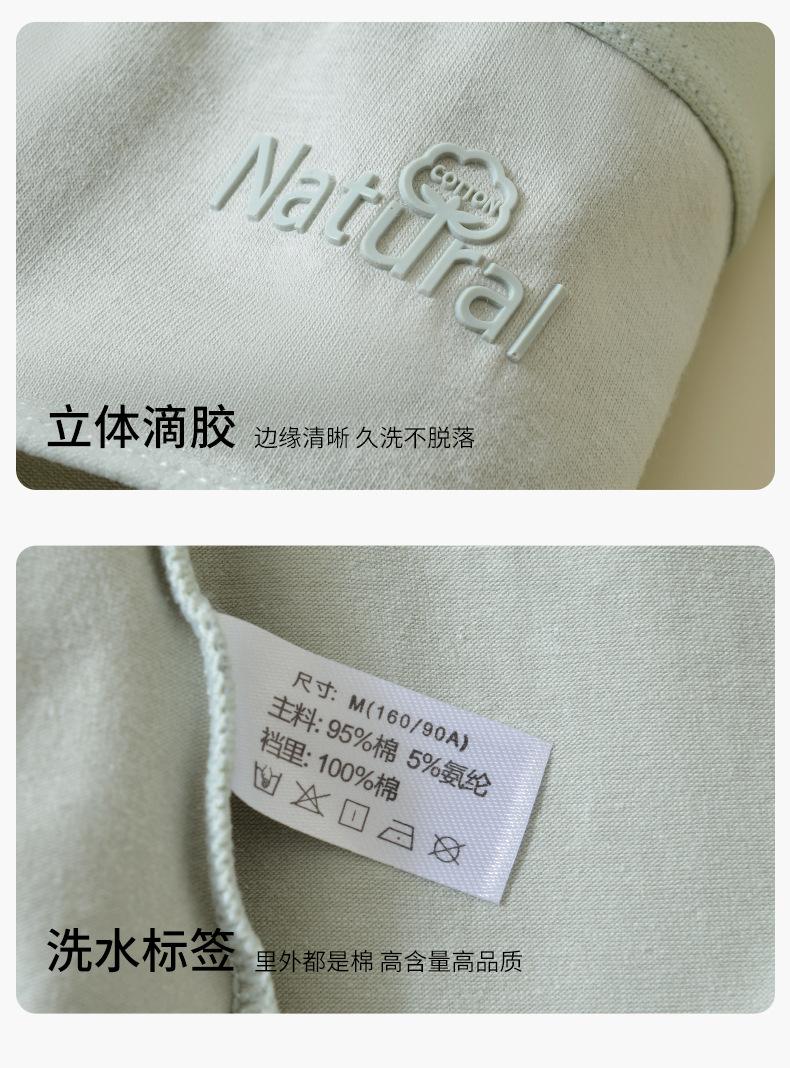 Natural
COTTON
立体滴胶 边缘清晰 久洗不脱落
尺寸: M(160/90A)
主料: 95%棉 5%氨纶
裆里: 100%棉
洗水标签 里外都是棉 高含量高品质